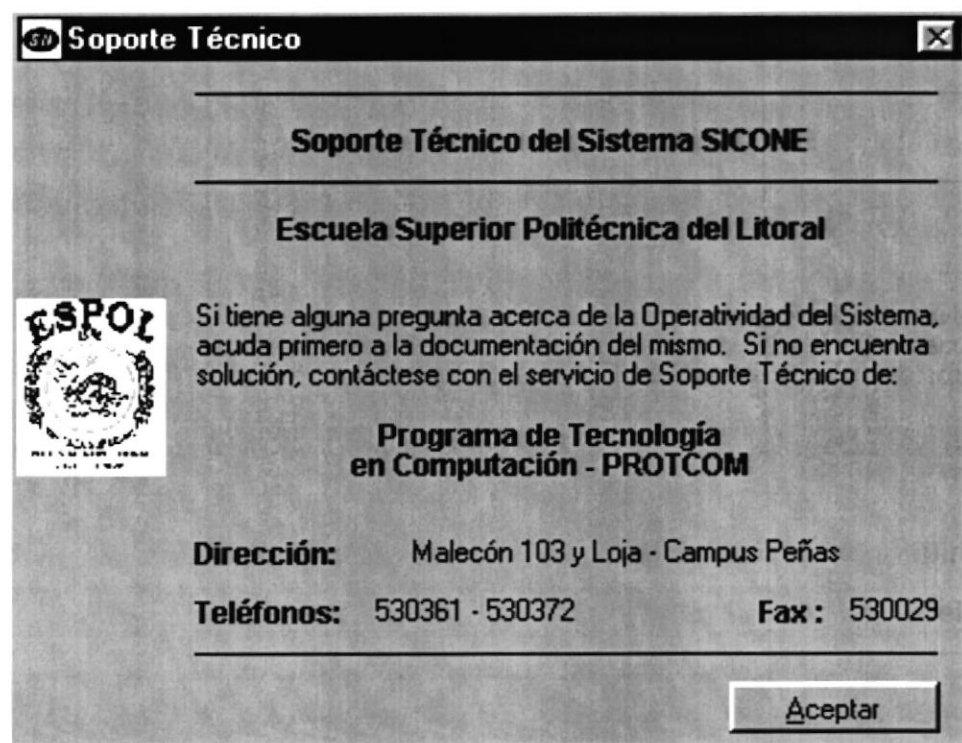 SN Soporte Técnico
Soporte Técnico del Sistema SICONE
Escuela Superior Politécnica del Litoral
ESPOL
Si tiene alguna pregunta acerca de la Operatividad del Sistema,
acuda primero a la documentación del mismo. Si no encuentra
solución, contáctese con el servicio de Soporte Técnico de:
Programa de Tecnología
en Computación - PROTCOM
Dirección: Malecón 103 y Loja - Campus Peñas
Teléfonos: 530361 - 530372 Fax : 530029
Aceptar